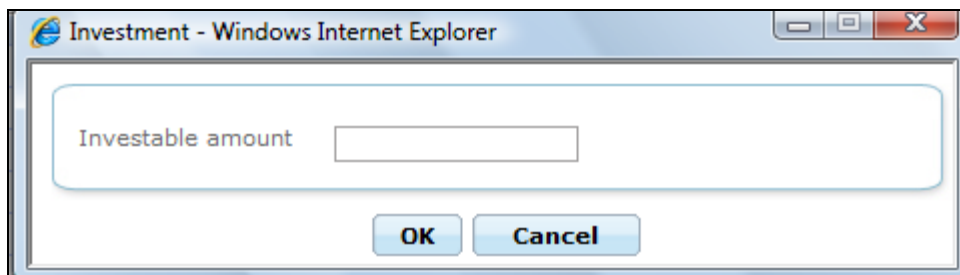 Investment - Windows Internet Explorer
Investable amount
OK Cancel